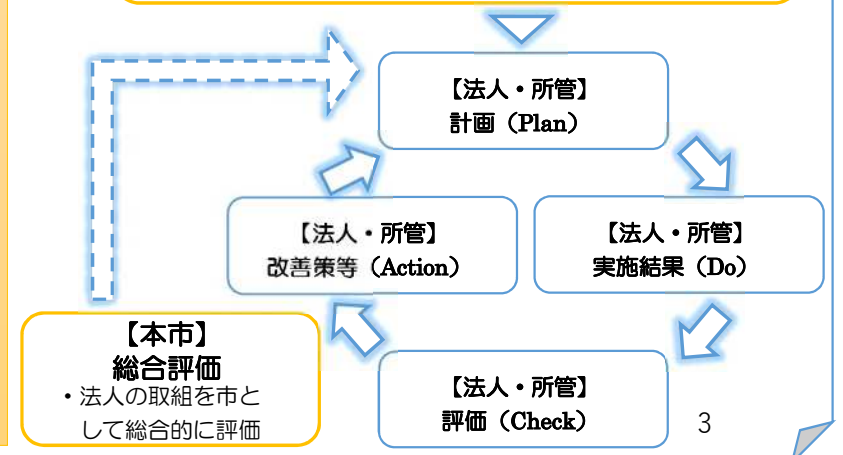 【法人・所管】
計画（Plan）
【法人・所管】
改善策等（Action）
【法人・所管】
実施結果（Do）
【本市】
総合評価
・法人の取組を市と
して総合的に評価
【法人・所管】
評価（Check）
3